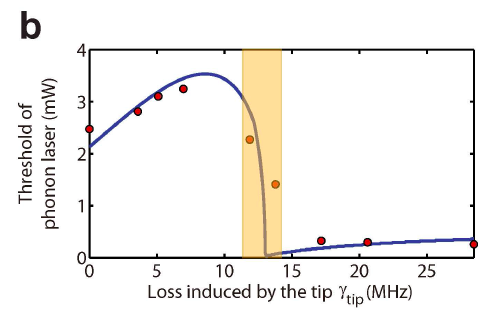 b
4
3
2
1
0
Threshold of
phonon laser (mW)
0 5 10 15 20 25
Loss induced by the tip γtip (MHz)